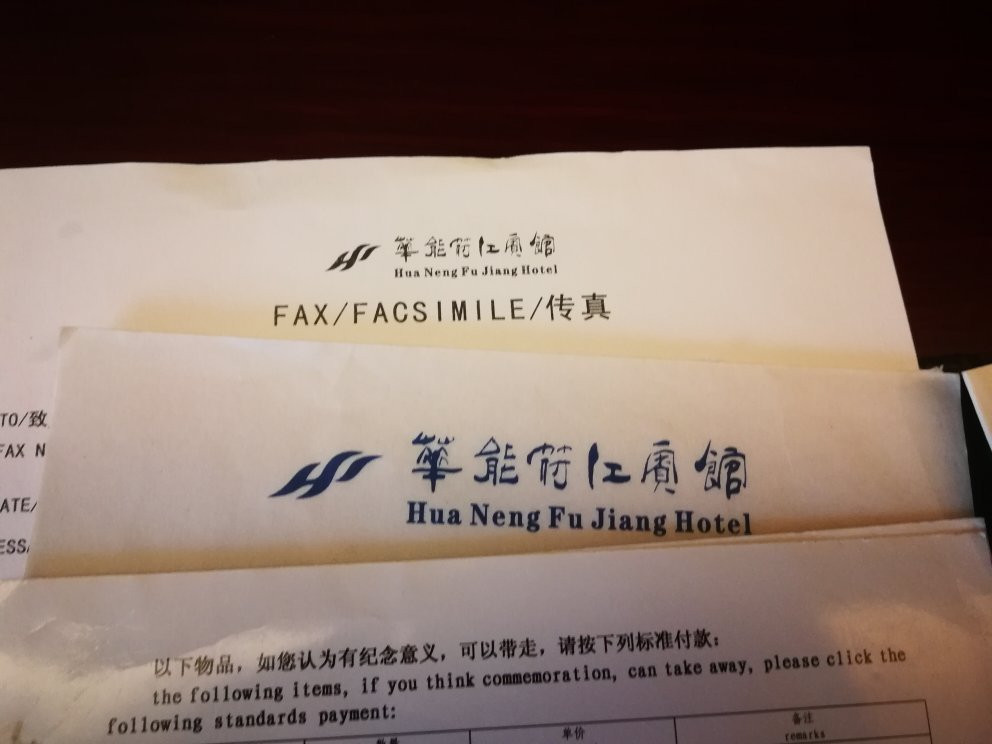 華能苻江賓館
Hua Neng Fu Jiang Hotel
FAX/FACSIMILE/传真
TO/致
FAX N
ATE/
ESSA
華能苻江賓館
Hua Neng Fu Jiang Hotel
以下物品，如您认为有纪念意义，可以带走，请按下列标准付款：
the following items, if you think commemoration, can take away, please click the
following standards payment:
单价
备注
remarks